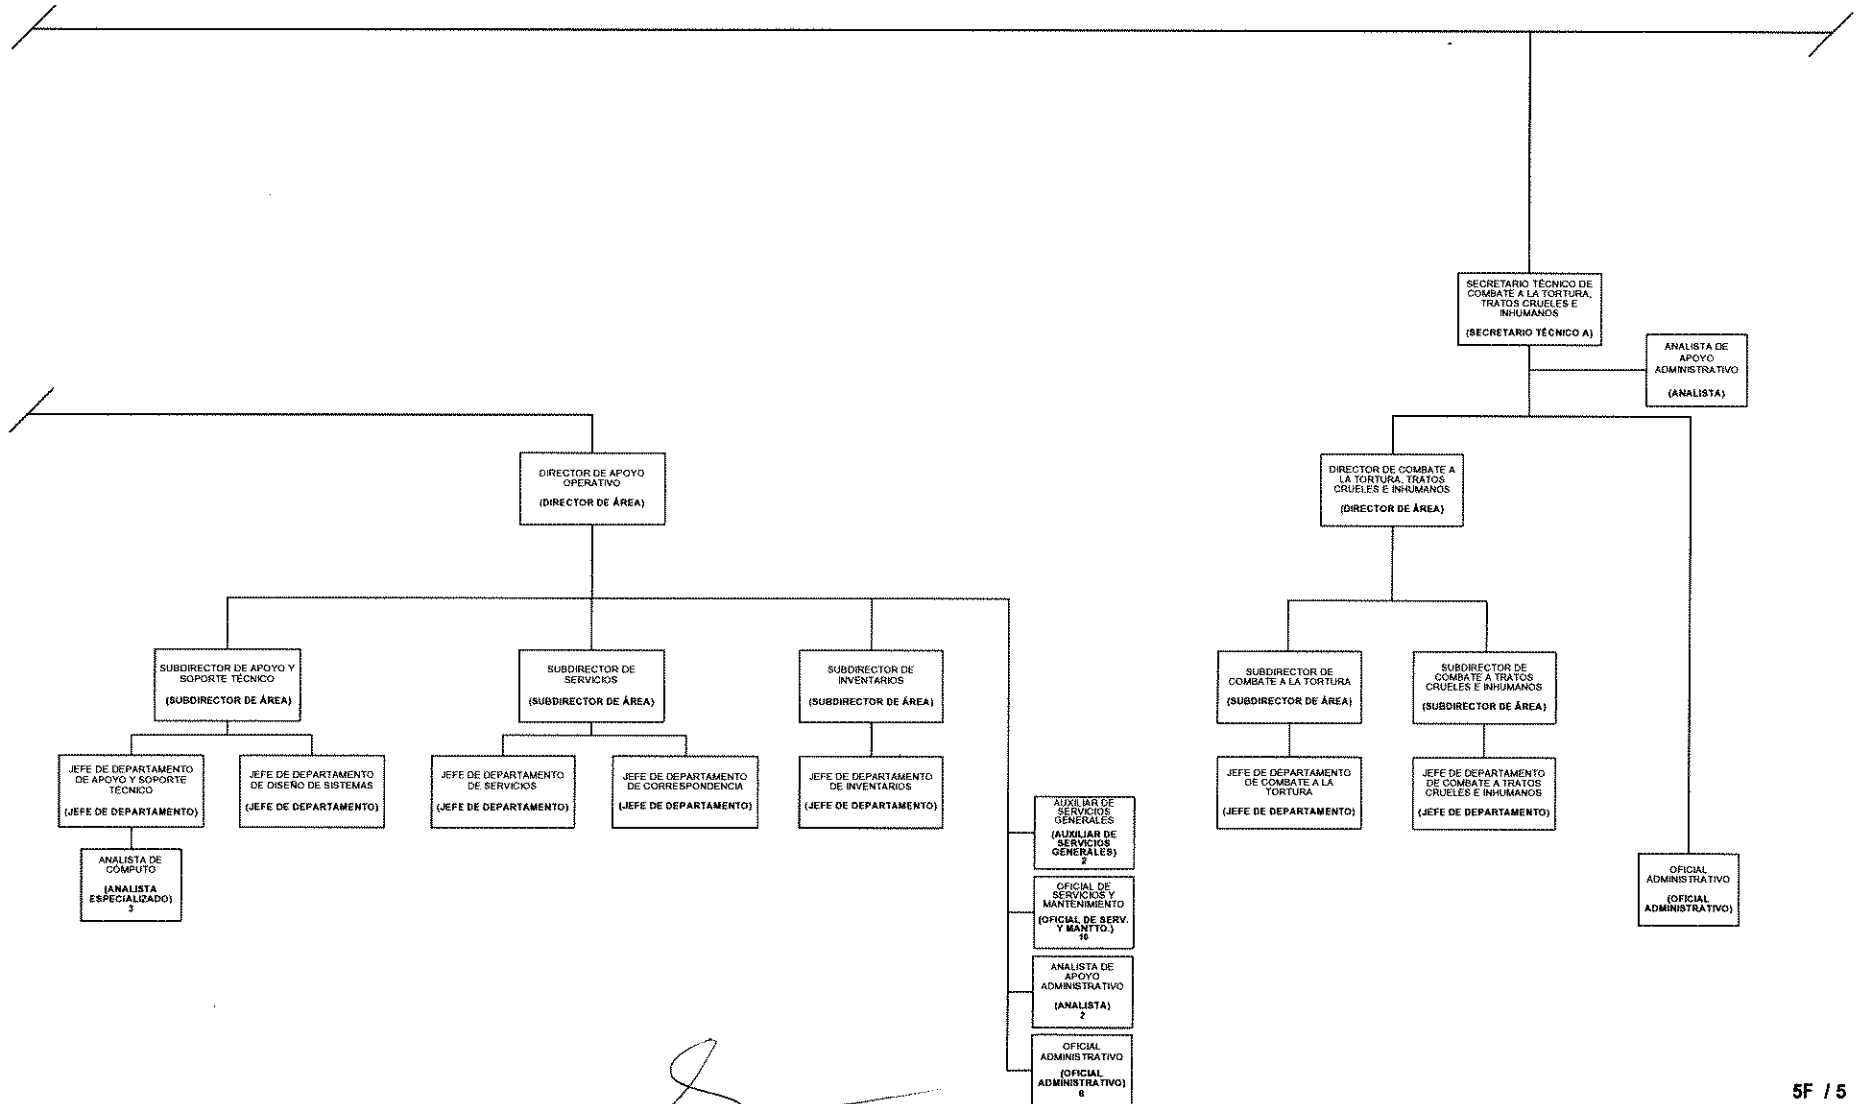 SECRETARIO TÉCNICO DE
COMBATE A LA TORTURA,
TRATOS CRUELES E
INHUMANOS
(SECRETARIO TÉCNICO A)
ANALISTA DE
APOYO
ADMINISTRATIVO
(ANALISTA)
DIRECTOR DE APOYO
OPERATIVO
(DIRECTOR DE ÁREA)
DIRECTOR DE COMBATE A
LA TORTURA, TRATOS
CRUELES E INHUMANOS
(DIRECTOR DE ÁREA)
SUBDIRECTOR DE APOYO Y
SOPORTE TÉCNICO
(SUBDIRECTOR DE ÁREA)
SUBDIRECTOR DE
SERVICIOS
(SUBDIRECTOR DE ÁREA)
SUBDIRECTOR DE
INVENTARIOS
(SUBDIRECTOR DE ÁREA)
SUBDIRECTOR DE
COMBATE A LA TORTURA
(SUBDIRECTOR DE ÁREA)
SUBDIRECTOR DE
COMBATE A TRATOS
CRUELES E INHUMANOS
(SUBDIRECTOR DE ÁREA)
JEFE DE DEPARTAMENTO
DE APOYO Y SOPORTE
TÉCNICO
(JEFE DE DEPARTAMENTO)
JEFE DE DEPARTAMENTO
DE DISEÑO DE SISTEMAS
(JEFE DE DEPARTAMENTO)
JEFE DE DEPARTAMENTO
DE SERVICIOS
(JEFE DE DEPARTAMENTO)
JEFE DE DEPARTAMENTO
DE CORRESPONDENCIA
(JEFE DE DEPARTAMENTO)
JEFE DE DEPARTAMENTO
DE INVENTARIOS
(JEFE DE DEPARTAMENTO)
JEFE DE DEPARTAMENTO
DE COMBATE A LA
TORTURA
(JEFE DE DEPARTAMENTO)
JEFE DE DEPARTAMENTO
DE COMBATE A TRATOS
CRUELES E INHUMANOS
(JEFE DE DEPARTAMENTO)
ANALISTA DE
CÓMPUTO
(ANALISTA
ESPECIALIZADO)
3
AUXILIAR DE
SERVICIOS
GENERALES
(AUXILIAR DE
SERVICIOS
GENERALES)
2
OFICIAL DE
SERVICIOS Y
MANTENIMIENTO
(OFICIAL DE SERV.
Y MANTTO.)
10
ANALISTA DE
APOYO
ADMINISTRATIVO
(ANALISTA)
2
OFICIAL
ADMINISTRATIVO
(OFICIAL
ADMINISTRATIVO)
6
OFICIAL
ADMINISTRATIVO
(OFICIAL
ADMINISTRATIVO)
5F / 5